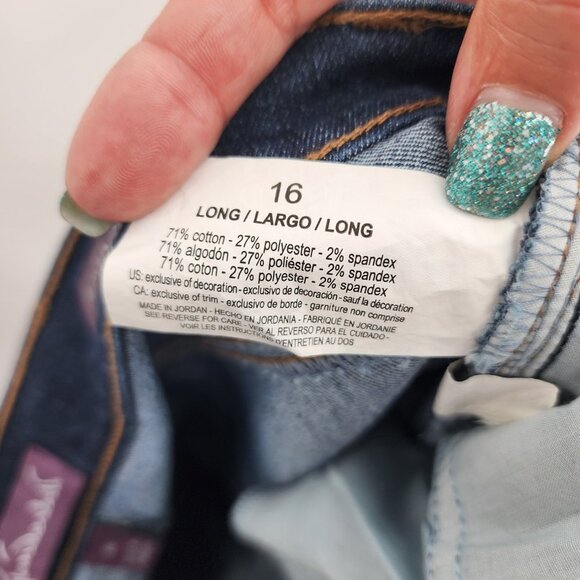 16
LONG / LARGO / LONG
71% cotton - 27% polyester - 2% spandex
71% algodón - 27% poliéster - 2% spandex
71% coton - 27% polyester - 2% spandex
US: exclusive of decoration - exclusivo de decoración - sauf la décoration
CA: exclusive of trim - exclusivo de borde - garniture non comprise
MADE IN JORDAN - HECHO EN JORDANIA - FABRIQUÉ EN JORDANIE
SEE REVERSE FOR CARE - VER AL REVERSO PARA EL CUIDADO -
VOIR LES INSTRUCTIONS D'ENTRETIEN AU DOS